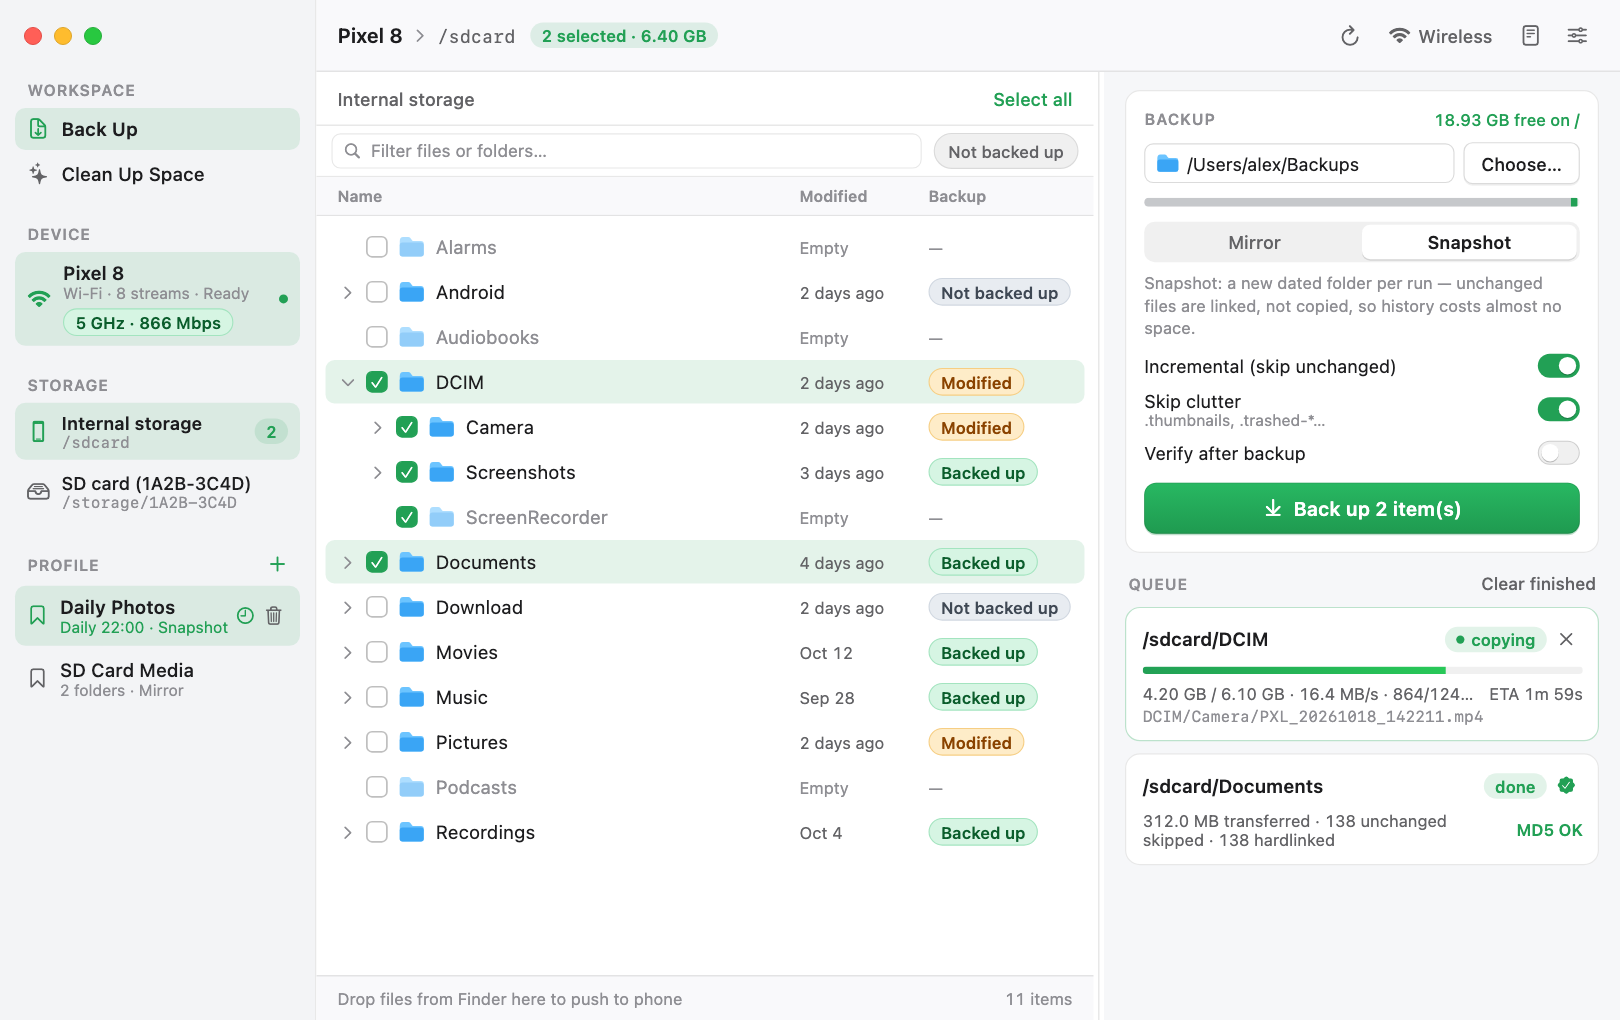 WORKSPACE
Back Up
Clean Up Space
DEVICE
Pixel 8
Wi-Fi · 8 streams · Ready
5 GHz · 866 Mbps
STORAGE
Internal storage
/sdcard
2
SD card (1A2B-3C4D)
/storage/1A2B-3C4D
PROFILE
Daily Photos
Daily 22:00 · Snapshot
SD Card Media
2 folders · Mirror
Pixel 8 > /sdcard 2 selected · 6.40 GB
Wireless
Internal storage Select all
Filter files or folders... Not backed up
Name Modified Backup
Alarms Empty —
Android 2 days ago Not backed up
Audiobooks Empty —
DCIM 2 days ago Modified
Camera 2 days ago Modified
Screenshots 3 days ago Backed up
ScreenRecorder Empty —
Documents 4 days ago Backed up
Download 2 days ago Not backed up
Movies Oct 12 Backed up
Music Sep 28 Backed up
Pictures 2 days ago Modified
Podcasts Empty —
Recordings Oct 4 Backed up
Drop files from Finder here to push to phone 11 items
BACKUP 18.93 GB free on /
/Users/alex/Backups Choose...
Mirror Snapshot
Snapshot: a new dated folder per run — unchanged
files are linked, not copied, so history costs almost no
space.
Incremental (skip unchanged)
Skip clutter
.thumbnails, .trashed-*...
Verify after backup
Back up 2 item(s)
QUEUE Clear finished
/sdcard/DCIM copying
4.20 GB / 6.10 GB · 16.4 MB/s · 864/124... ETA 1m 59s
DCIM/Camera/PXL_20261018_142211.mp4
/sdcard/Documents done
312.0 MB transferred · 138 unchanged
skipped · 138 hardlinked
MD5 OK